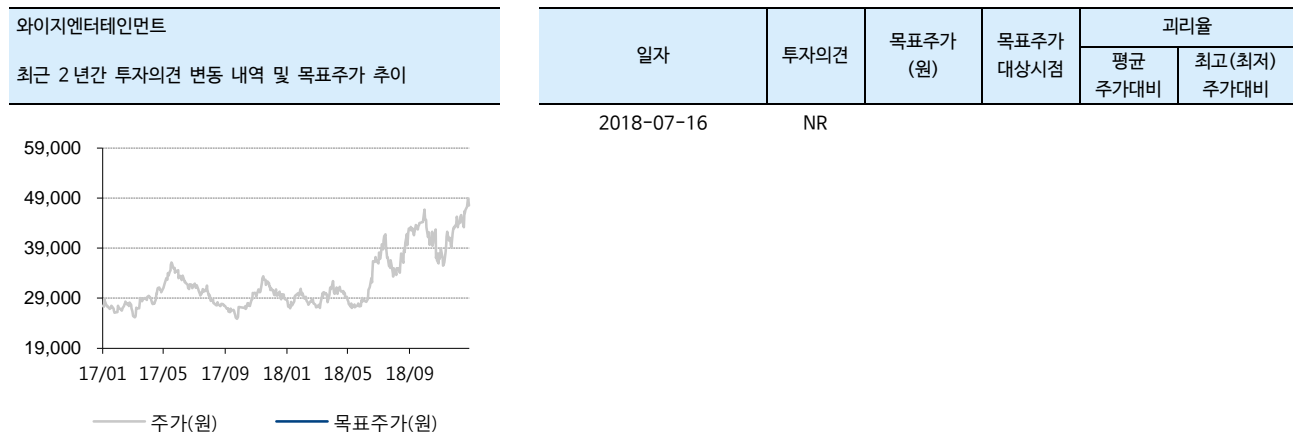 와이지엔터테인먼트
최근 2년간 투자의견 변동 내역 및 목표주가 추이
59,000
49,000
39,000
29,000
19,000
17/01 17/05 17/09 18/01 18/05 18/09
주가(원) 목표주가(원)
일자 투자의견 목표주가 (원) 목표주가 대상시점 괴리율
평균 주가대비 최고(최저) 주가대비
2018-07-16 NR